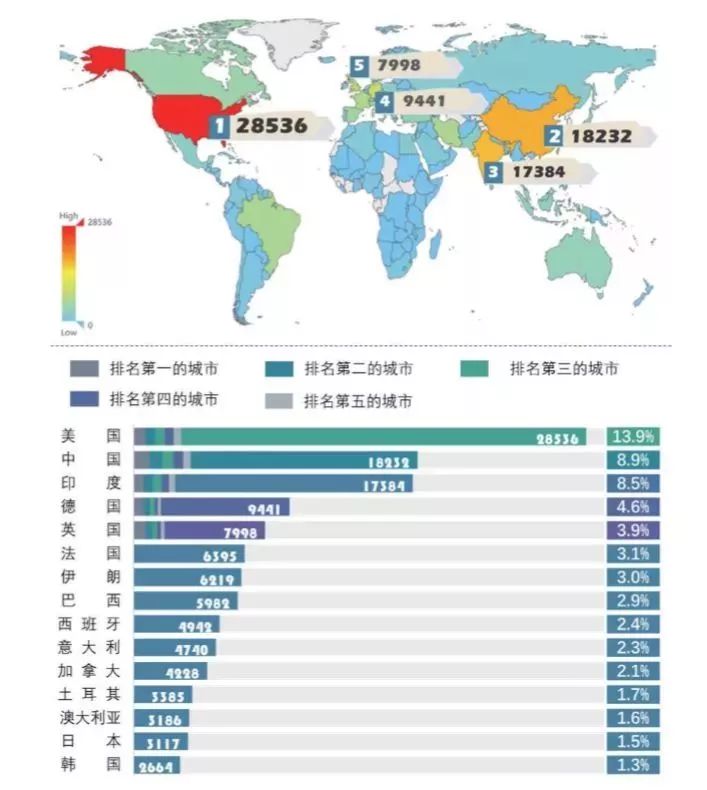 5 7998
4 9441
1 28536
2 18232
3 17384
High
28536
0
Low
排名第一的城市 排名第二的城市 排名第三的城市
排名第四的城市 排名第五的城市
美国 28536 13.9%
中国 18232 8.9%
印度 17384 8.5%
德国 9441 4.6%
英国 7998 3.9%
法国 6395 3.1%
伊朗 6219 3.0%
巴西 5982 2.9%
西班牙 4942 2.4%
意大利 4740 2.3%
加拿大 4228 2.1%
土耳其 3385 1.7%
澳大利亚 3186 1.6%
日本 3117 1.5%
韩国 2664 1.3%